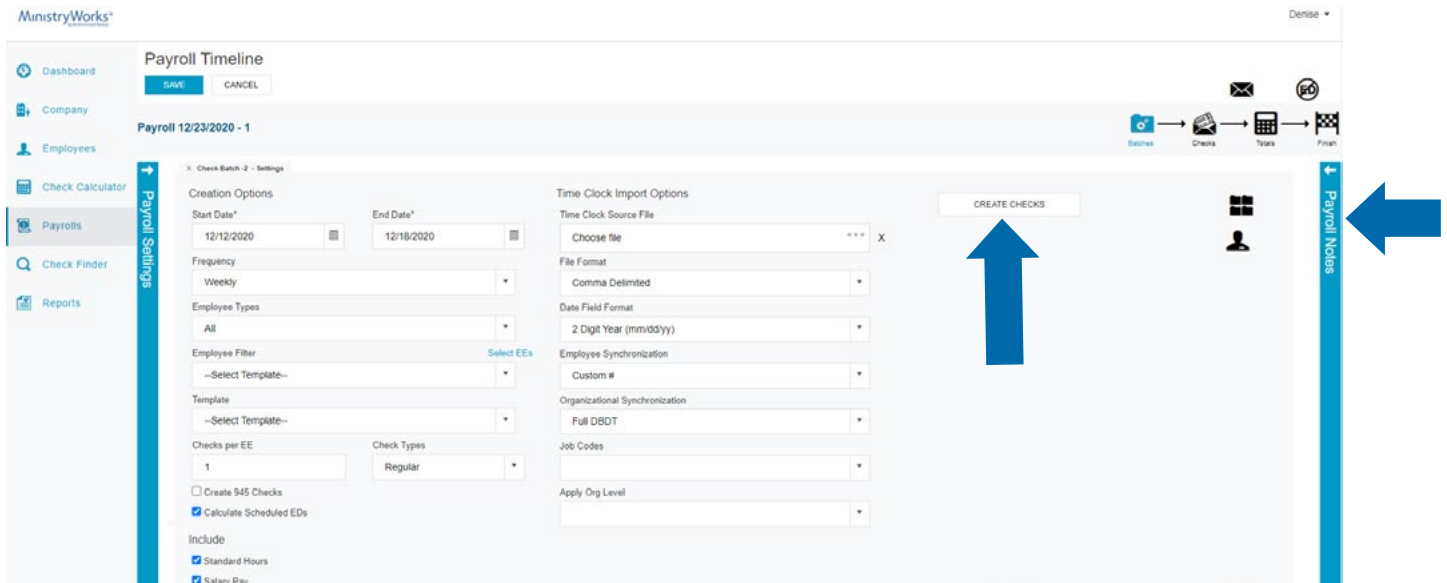 MinistryWorks
Denise
Payroll Timeline
SAVE CANCEL
Dashboard
Company
Employees
Check Calculator
Payrolls
Check Finder
Reports
ED
Payroll 12/23/2020 - 1
Batches Checks Totals Finish
Payroll Settings
X Check Batch -2 - Settings
Creation Options
Start Date* End Date*
12/12/2020 12/18/2020
Frequency
Weekly
Employee Types
All
Employee Filter Select EEs
--Select Template--
Template
--Select Template--
Checks per EE Check Types
1 Regular
Create 945 Checks
Calculate Scheduled EDs
Include
Standard Hours
Salary Pay
Time Clock Import Options
Time Clock Source File
Choose file *** X
File Format
Comma Delimited
Date Field Format
2 Digit Year (mm/dd/yy)
Employee Synchronization
Custom #
Organizational Synchronization
Full DBDT
Job Codes
Apply Org Level
CREATE CHECKS
Payroll Notes